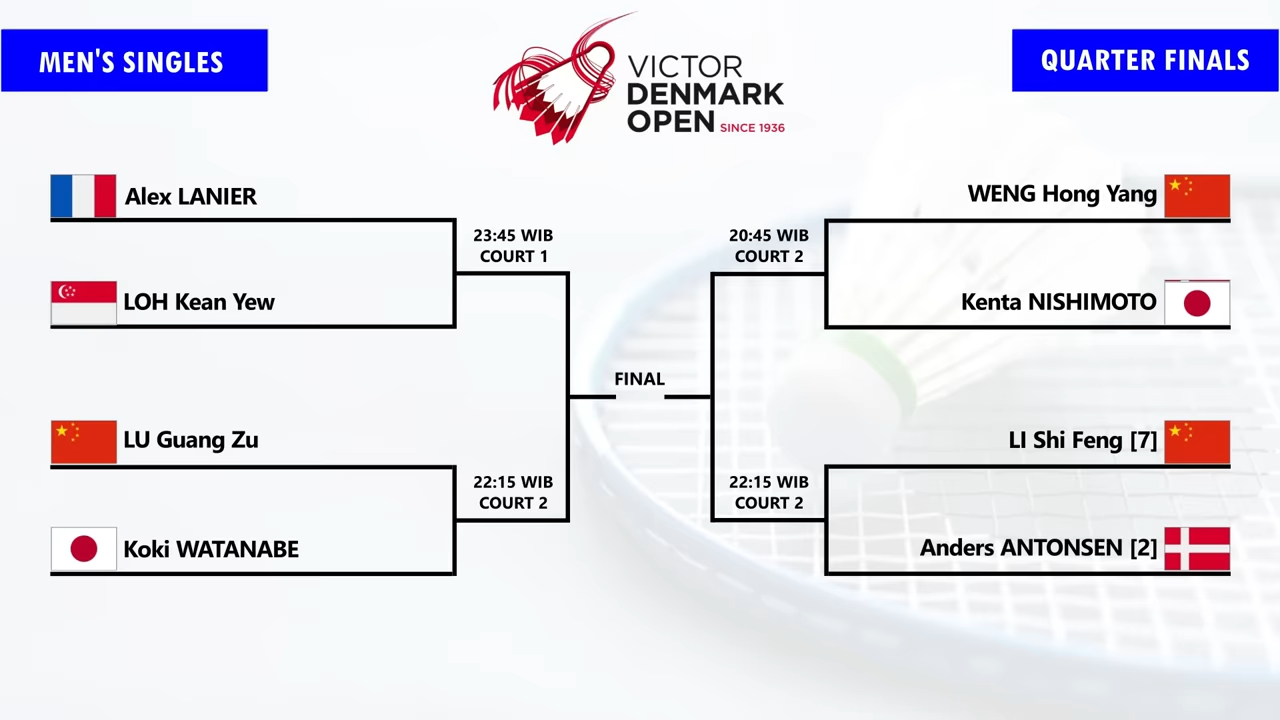 MEN'S SINGLES
VICTOR
DENMARK
OPEN SINCE 1936
QUARTER FINALS
Alex LANIER
23:45 WIB
COURT 1
LOH Kean Yew
LU Guang Zu
22:15 WIB
COURT 2
Koki WATANABE
FINAL
WENG Hong Yang
20:45 WIB
COURT 2
Kenta NISHIMOTO
LI Shi Feng [7]
22:15 WIB
COURT 2
Anders ANTONSEN [2]